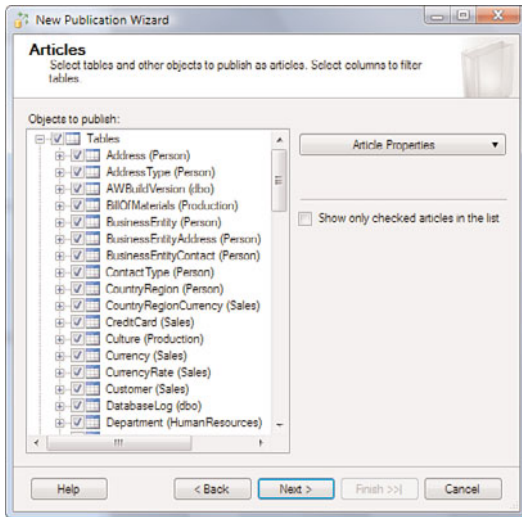 New Publication Wizard
Articles
Select tables and other objects to publish as articles. Select columns to filter
tables.
Objects to publish:
Tables
Address (Person)
AddressType (Person)
AWBuildVersion (dbo)
BillOfMaterials (Production)
BusinessEntity (Person)
BusinessEntityAddress (Person)
BusinessEntityContact (Person)
ContactType (Person)
CountryRegion (Person)
CountryRegionCurrency (Sales)
CreditCard (Sales)
Culture (Production)
Currency (Sales)
CurrencyRate (Sales)
Customer (Sales)
DatabaseLog (dbo)
Department (HumanResources)
Article Properties
Show only checked articles in the list
Help
< Back
Next >
Finish >>|
Cancel